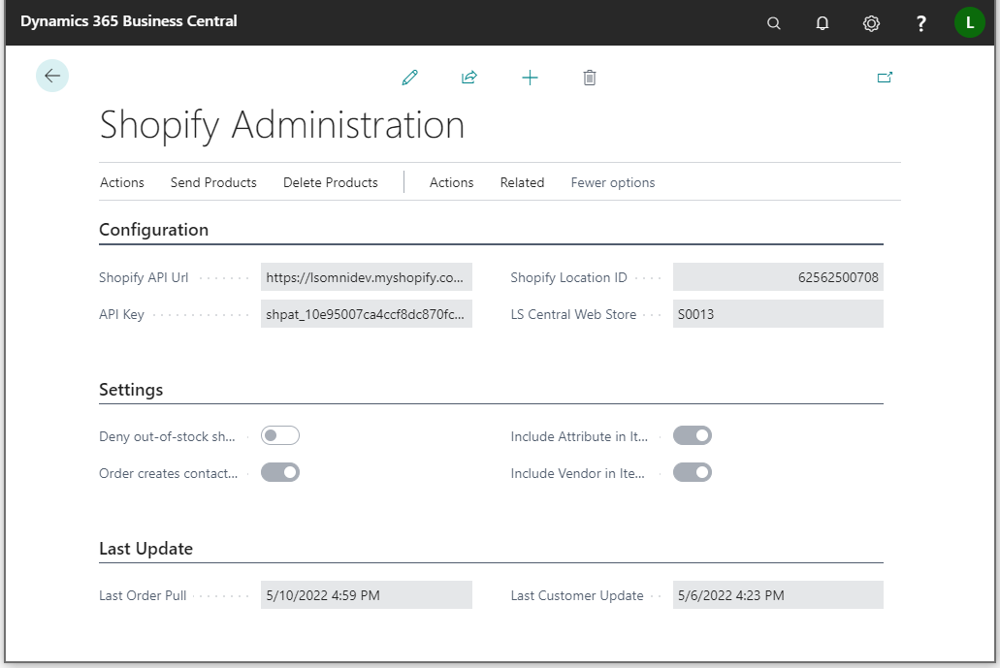 Dynamics 365 Business Central
?
L
Shopify Administration
Actions Send Products Delete Products Actions Related Fewer options
Configuration
Shopify API Url https://lsomnidev.myshopify.co... Shopify Location ID 62562500708
API Key shpat_10e95007ca4ccf8dc870fc... LS Central Web Store S0013
Settings
Deny out-of-stock sh... Include Attribute in It...
Order creates contact... Include Vendor in Ite...
Last Update
Last Order Pull 5/10/2022 4:59 PM Last Customer Update 5/6/2022 4:23 PM